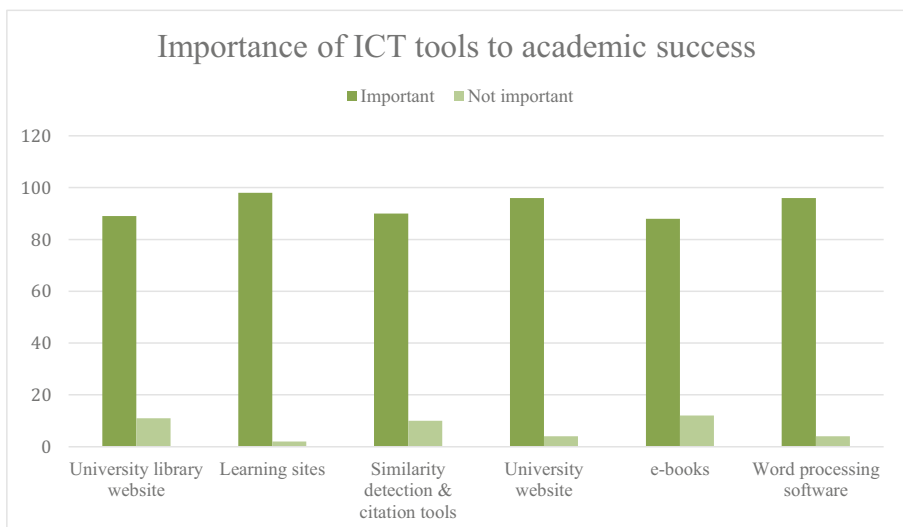 Importance of ICT tools to academic success
Important Not important
120
100
80
60
40
20
0
University library Learning sites Similarity University e-books Word processing
website detection & website software
citation tools